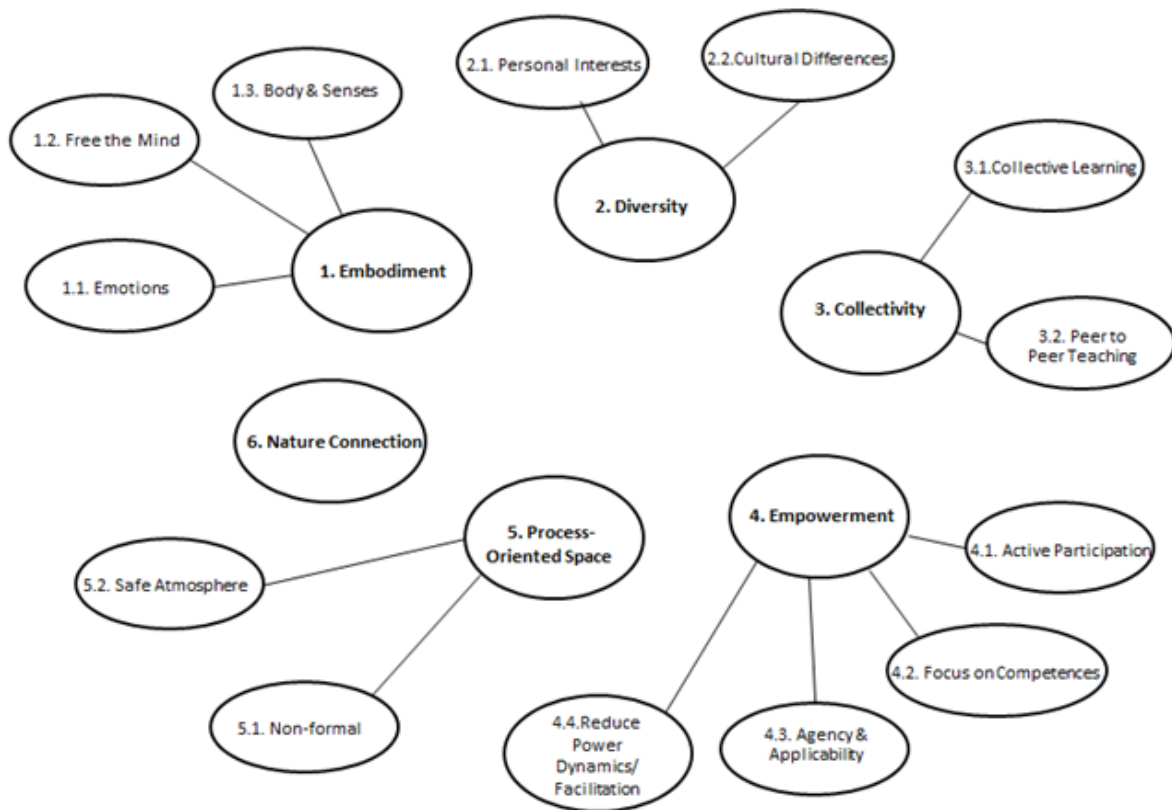 1. Embodiment
1.1. Emotions
1.2. Free the Mind
1.3. Body & Senses
2. Diversity
2.1. Personal Interests
2.2.Cultural Differences
3. Collectivity
3.1.Collective Learning
3.2. Peer to
Peer Teaching
4. Empowerment
4.1. Active Participation
4.2. Focus on Competences
4.3. Agency &
Applicability
4.4.Reduce
Power
Dynamics/
Facilitation
5. Process-
Oriented Space
5.1. Non-formal
5.2. Safe Atmosphere
6. Nature Connection